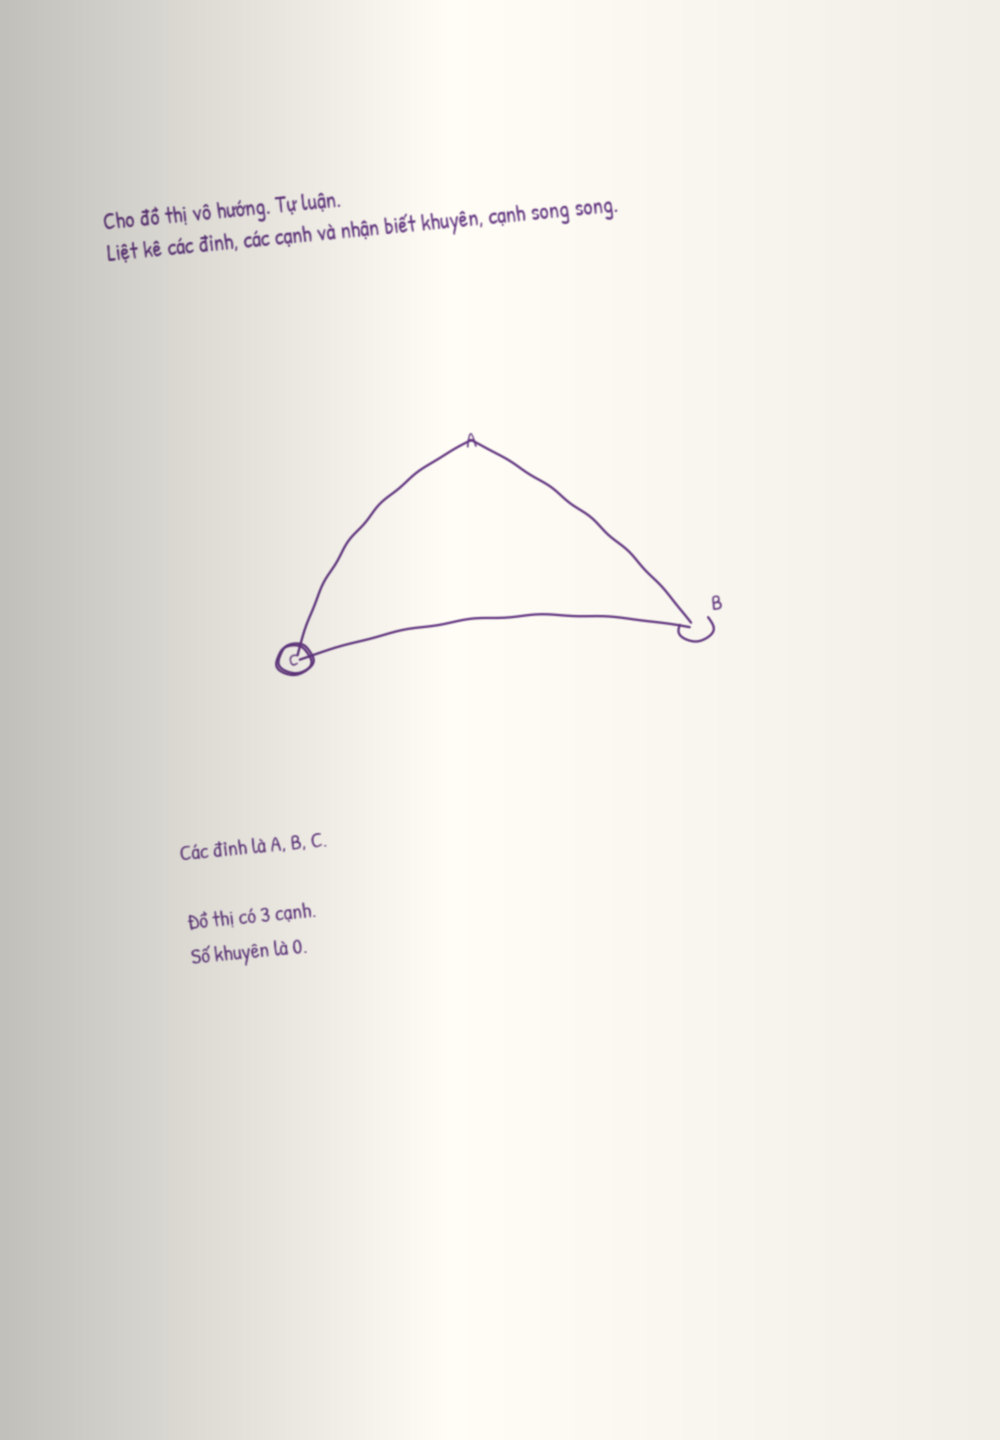 Cho đồ thị vô hướng. Tự luận.
Liệt kê các đỉnh, các cạnh và nhận biết khuyên, cạnh song song.
A
B
C
Các đỉnh là A, B, C.
Đồ thị có 3 cạnh.
Số khuyên là 0.